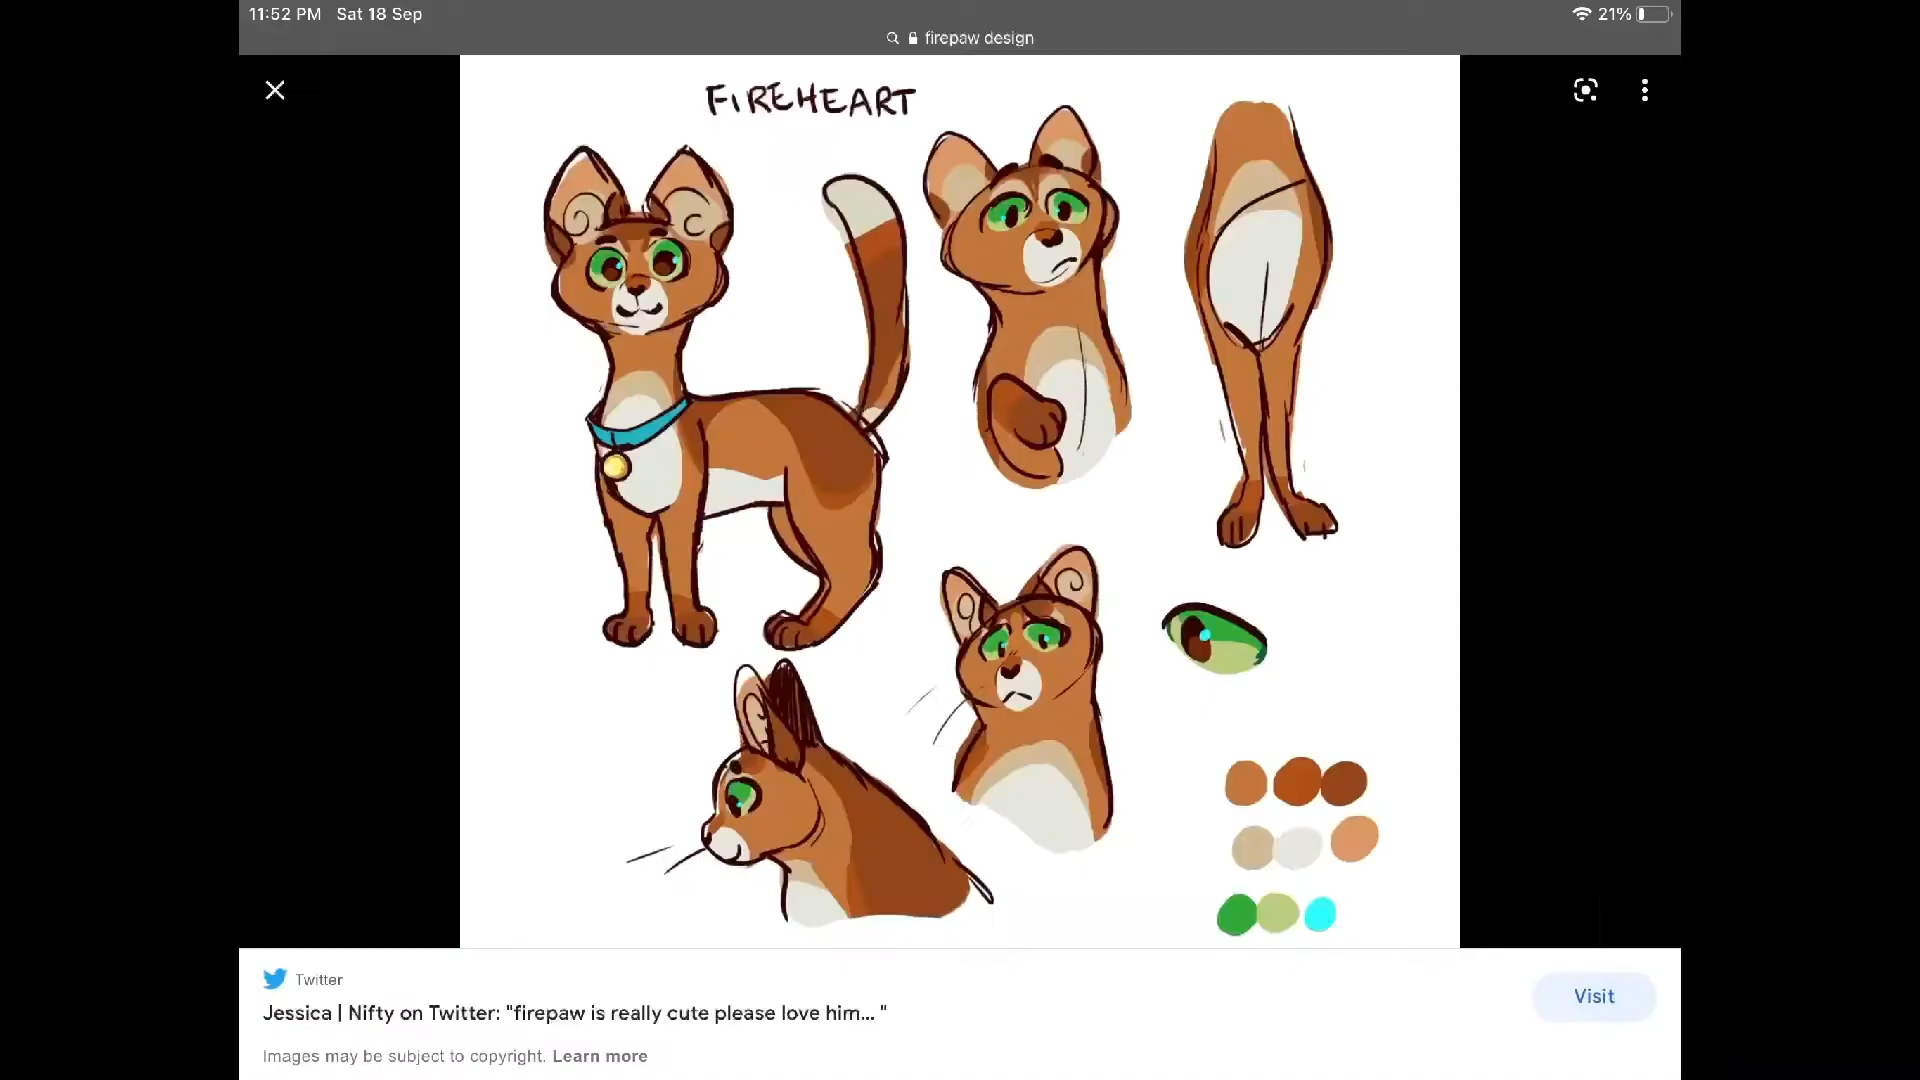 11:52 PM Sat 18 Sep
21%
firepaw design
FIREHEART
Twitter
Jessica | Nifty on Twitter: "firepaw is really cute please love him... "
Visit
Images may be subject to copyright. Learn more